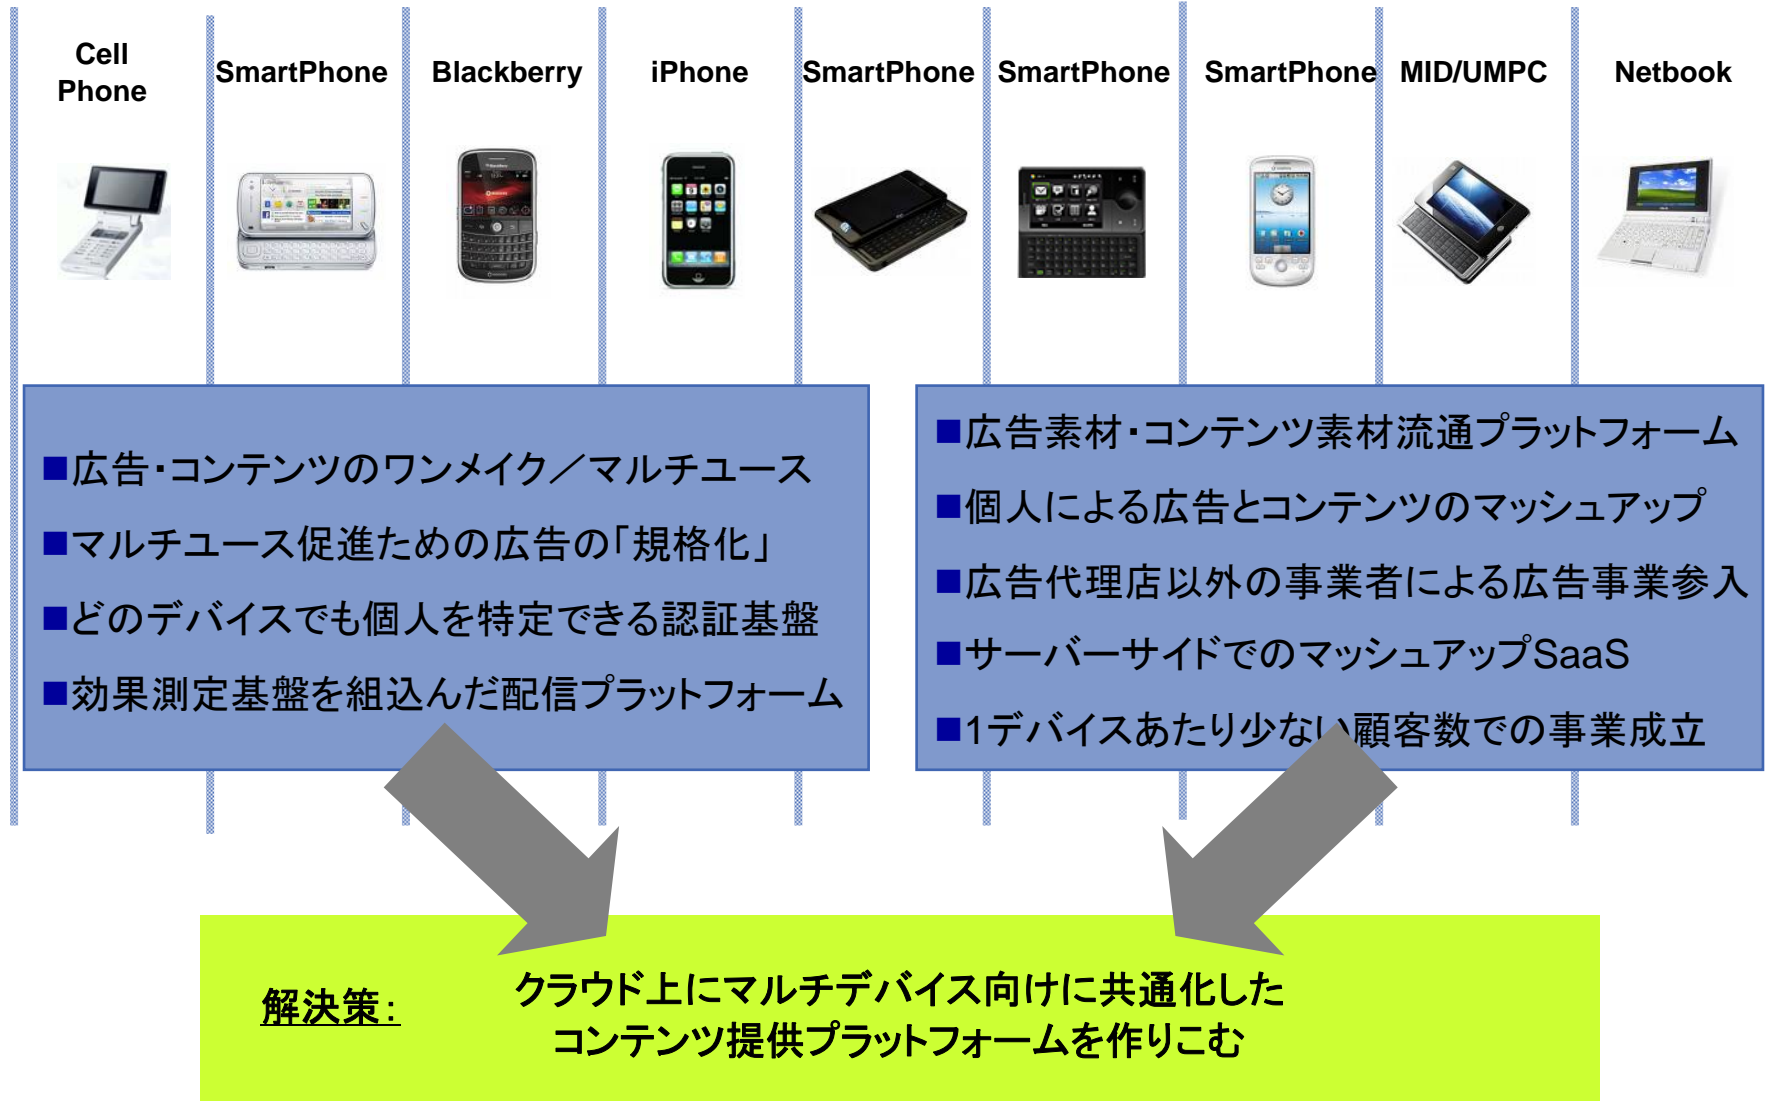 Cell
Phone
SmartPhone
Blackberry
iPhone
SmartPhone
SmartPhone
SmartPhone
MID/UMPC
Netbook
■広告・コンテンツのワンメイク／マルチユース
■マルチユース促進ための広告の「規格化」
■どのデバイスでも個人を特定できる認証基盤
■効果測定基盤を組込んだ配信プラットフォーム
■広告素材・コンテンツ素材流通プラットフォーム
■個人による広告とコンテンツのマッシュアップ
■広告代理店以外の事業者による広告事業参入
■サーバーサイドでのマッシュアップSaaS
■1デバイスあたり少ない顧客数での事業成立
解決策：
クラウド上にマルチデバイス向けに共通化した
コンテンツ提供プラットフォームを作りこむ